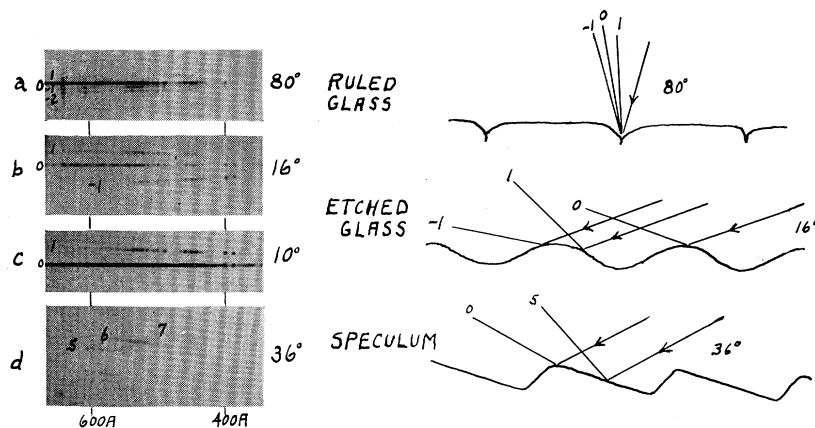 -1 0 1
a 0 1 -1 -2 80° RULED 80°
GLASS
b 1 0 -1 16° ETCHED 1 0
GLASS -1 16°
c 1 0 10°
d 5 6 7 36° SPECULUM 0 5 36°
600A 400A